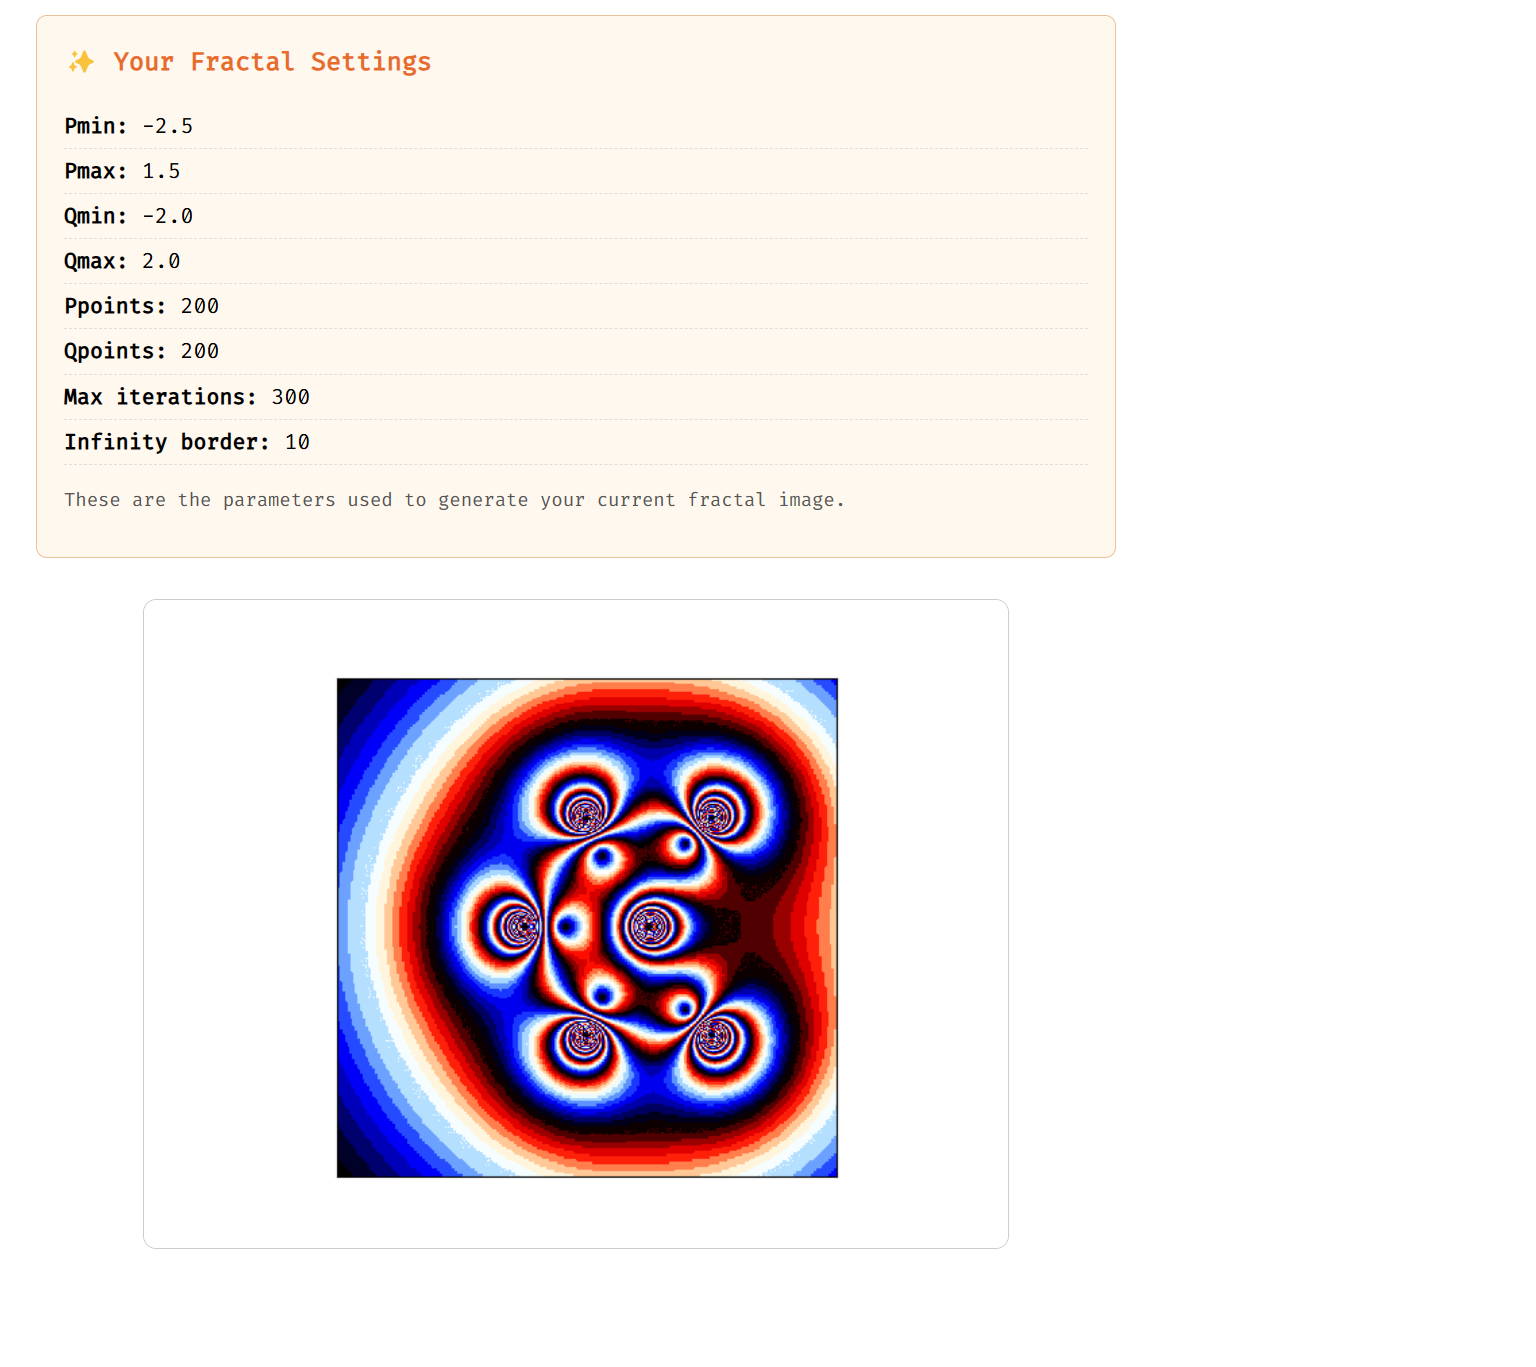 ✨ Your Fractal Settings
Pmin: -2.5
Pmax: 1.5
Qmin: -2.0
Qmax: 2.0
Ppoints: 200
Qpoints: 200
Max iterations: 300
Infinity border: 10
These are the parameters used to generate your current fractal image.